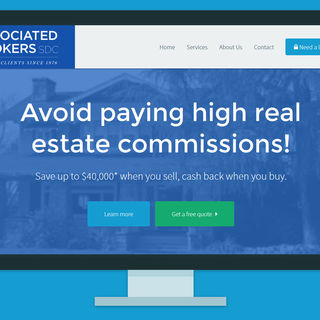 OCIATED
OKERS SDC
CLIENTS SINCE 1976
Home Services About Us Contact Need a l
Avoid paying high real
estate commissions!
Save up to $40,000* when you sell, cash back when you buy.
Learn more Get a free quote